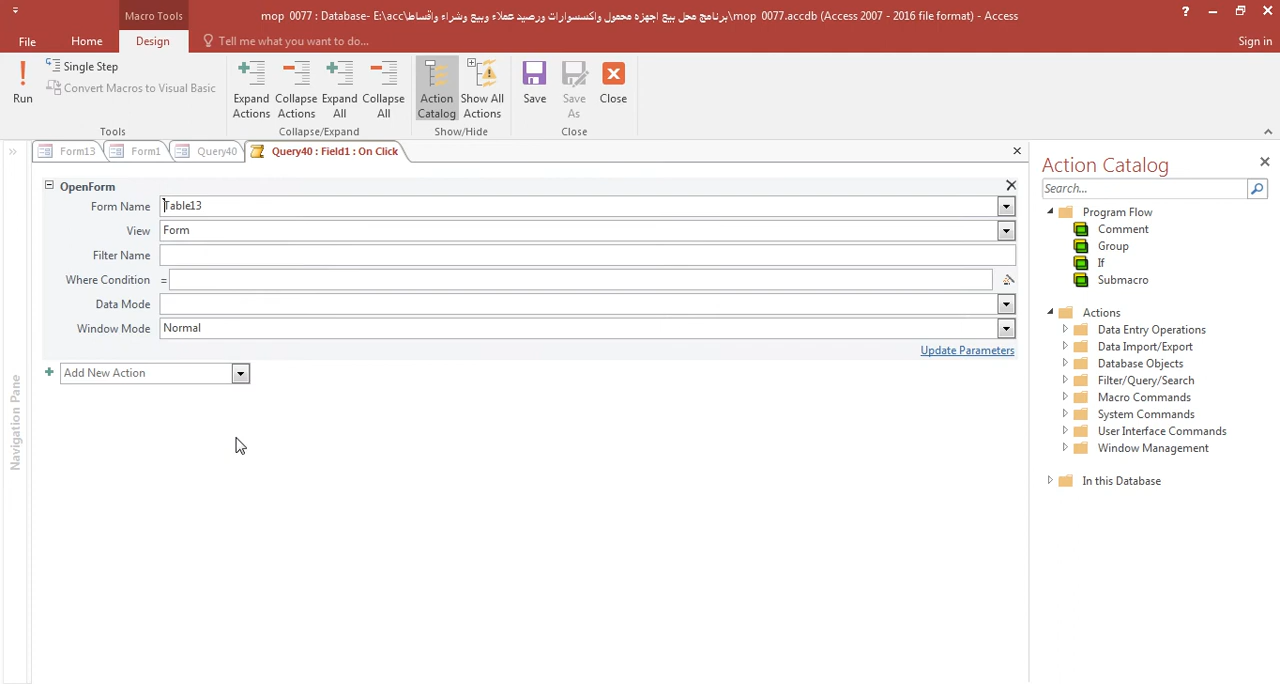 Macro Tools
mop_0077 : Database- E:\acc\برنامج محل بيع اجهزه محمول واكسسوارات ورصيد عملاء وبيع وشراء واقساط\mop_0077.accdb (Access 2007 - 2016 file format) - Access
?
File
Home
Design
Tell me what you want to do...
Sign in
Run
Single Step
Convert Macros to Visual Basic
Tools
Expand Actions
Collapse Actions
Expand All
Collapse All
Collapse/Expand
Action Catalog
Show All Actions
Show/Hide
Save
Save As
Close
Close
Form13
Form1
Query40
Query40 : Field1 : On Click
Navigation Pane
OpenForm
Form Name
Table13
View
Form
Filter Name
Where Condition
=
Data Mode
Window Mode
Normal
Update Parameters
Add New Action
Action Catalog
Search...
Program Flow
Comment
Group
If
Submacro
Actions
Data Entry Operations
Data Import/Export
Database Objects
Filter/Query/Search
Macro Commands
System Commands
User Interface Commands
Window Management
In this Database